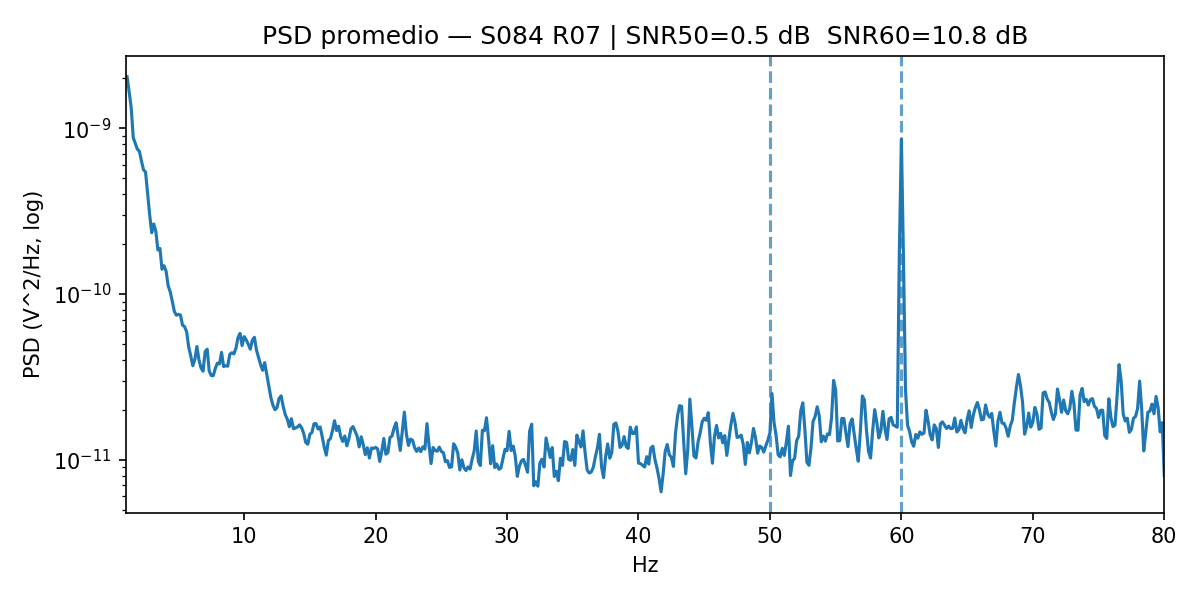 PSD promedio — S084 R07 | SNR50=0.5 dB  SNR60=10.8 dB
PSD (V^2/Hz, log)
10⁻⁹
10⁻¹⁰
10⁻¹¹
10 20 30 40 50 60 70 80
Hz